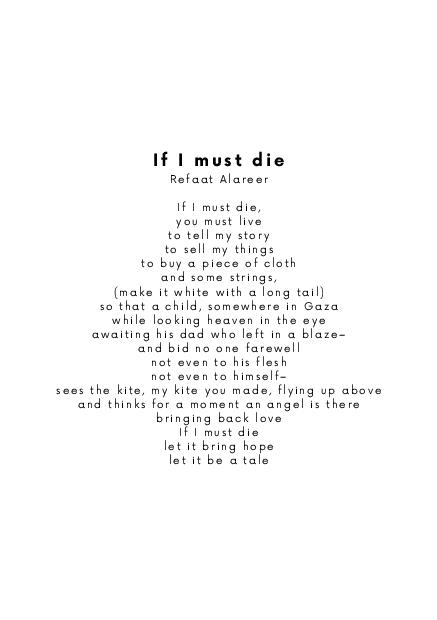 If I must die
Refaat Alareer
If I must die,
you must live
to tell my story
to sell my things
to buy a piece of cloth
and some strings,
(make it white with a long tail)
so that a child, somewhere in Gaza
while looking heaven in the eye
awaiting his dad who left in a blaze–
and bid no one farewell
not even to his flesh
not even to himself–
sees the kite, my kite you made, flying up above
and thinks for a moment an angel is there
bringing back love
If I must die
let it bring hope
let it be a tale